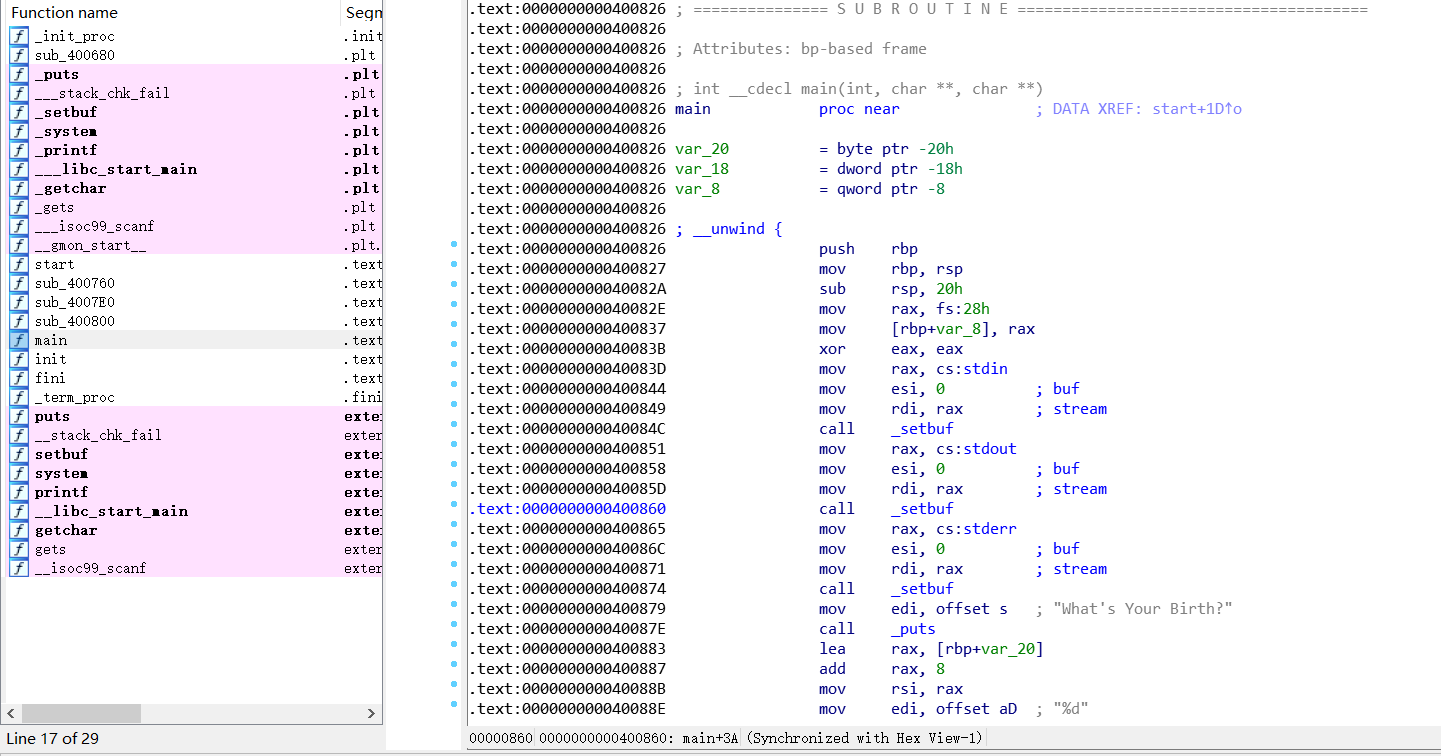 Function name Segm
f _init_proc .init
f sub_400680 .plt
f _puts .plt
f ___stack_chk_fail .plt
f _setbuf .plt
f _system .plt
f _printf .plt
f ___libc_start_main .plt
f _getchar .plt
f _gets .plt
f ___isoc99_scanf .plt
f __gmon_start__ .plt.
f start .text
f sub_400760 .text
f sub_4007E0 .text
f sub_400800 .text
f main .text
f init .text
f fini .text
f _term_proc .fini
f puts exter
f __stack_chk_fail exter
f setbuf exter
f system exter
f printf exter
f __libc_start_main exter
f getchar exter
f gets exter
f __isoc99_scanf exter
Line 17 of 29
.text:0000000000400826 ; =============== S U B R O U T I N E =======================================
.text:0000000000400826
.text:0000000000400826 ; Attributes: bp-based frame
.text:0000000000400826
.text:0000000000400826 ; int __cdecl main(int, char **, char **)
.text:0000000000400826 main proc near ; DATA XREF: start+1D↑o
.text:0000000000400826
.text:0000000000400826 var_20 = byte ptr -20h
.text:0000000000400826 var_18 = dword ptr -18h
.text:0000000000400826 var_8 = qword ptr -8
.text:0000000000400826
.text:0000000000400826 ; __unwind {
.text:0000000000400826 push rbp
.text:0000000000400827 mov rbp, rsp
.text:000000000040082A sub rsp, 20h
.text:000000000040082E mov rax, fs:28h
.text:0000000000400837 mov [rbp+var_8], rax
.text:000000000040083B xor eax, eax
.text:000000000040083D mov rax, cs:stdin
.text:0000000000400844 mov esi, 0 ; buf
.text:0000000000400849 mov rdi, rax ; stream
.text:000000000040084C call _setbuf
.text:0000000000400851 mov rax, cs:stdout
.text:0000000000400858 mov esi, 0 ; buf
.text:000000000040085D mov rdi, rax ; stream
.text:0000000000400860 call _setbuf
.text:0000000000400865 mov rax, cs:stderr
.text:000000000040086C mov esi, 0 ; buf
.text:0000000000400871 mov rdi, rax ; stream
.text:0000000000400874 call _setbuf
.text:0000000000400879 mov edi, offset s ; "What's Your Birth?"
.text:000000000040087E call _puts
.text:0000000000400883 lea rax, [rbp+var_20]
.text:0000000000400887 add rax, 8
.text:000000000040088B mov rsi, rax
.text:000000000040088E mov edi, offset aD ; "%d"
00000860 0000000000400860: main+3A (Synchronized with Hex View-1)